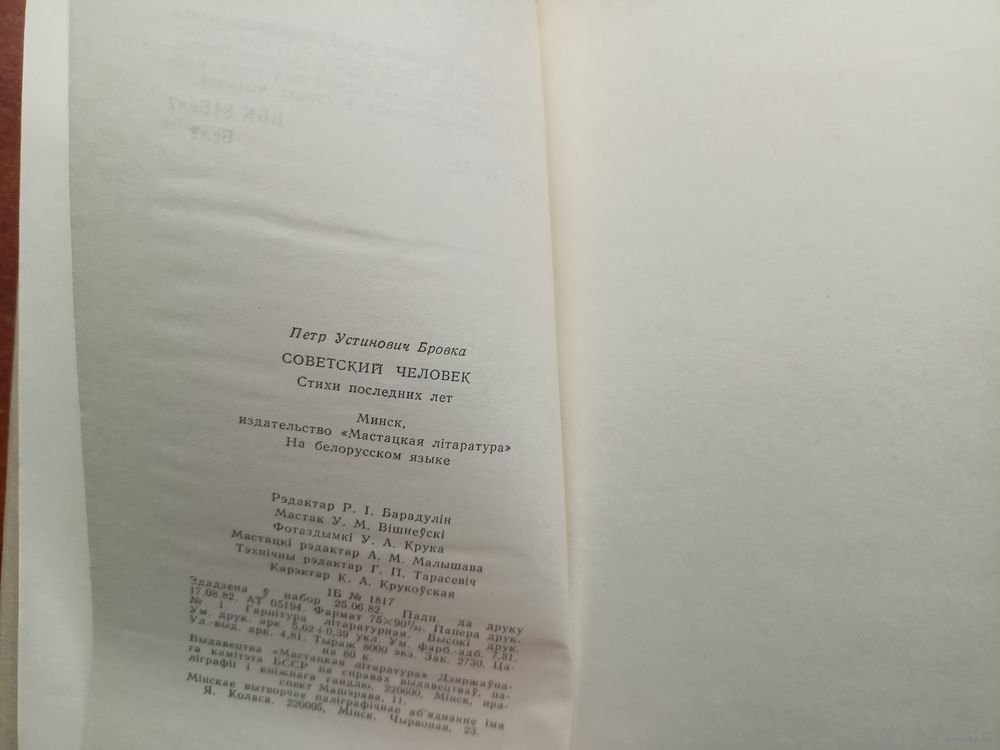 ББК 84Бел7
Бел2
Петр Устинович Бровка
СОВЕТСКИЙ ЧЕЛОВЕК
Стихи последних лет
Минск,
издательство «Мастацкая літаратура»
На белорусском языке
Рэдактар Р. І. Барадулін
Мастак У. М. Вішнеўскі
Фотаздымкі У. А. Крука
Мастацкі рэдактар А. М. Малышава
Тэхнічны рэдактар Г. П. Тарасевіч
Карэктар К. А. Крукоўская
ІБ № 1817
Здадзена ў набор 25.06.82. Падп. да друку
17.08.82. АТ 05194. Фармат 75×90¹/₃₂. Папера друк.
№ 1. Гарнітура літаратурная. Высокі друк.
Ум. друк. арк. 5,62+0,39 укл. Ум. фарб.-адб. 7,81.
Ул.-выд. арк. 4,81. Тыраж 8000 экз. Зак. 2730. Ца-
на 80 к.
Выдавецтва «Мастацкая літаратура» Дзяржаўна-
га камітэта БССР па справах выдавецтваў, па-
ліграфіі і кніжнага гандлю. 220600, Мінск, пра-
спект Машэрава, 11.
Мінскае вытворчае паліграфічнае аб'яднанне імя
Я. Коласа. 220005, Мінск, Чырвоная, 23.